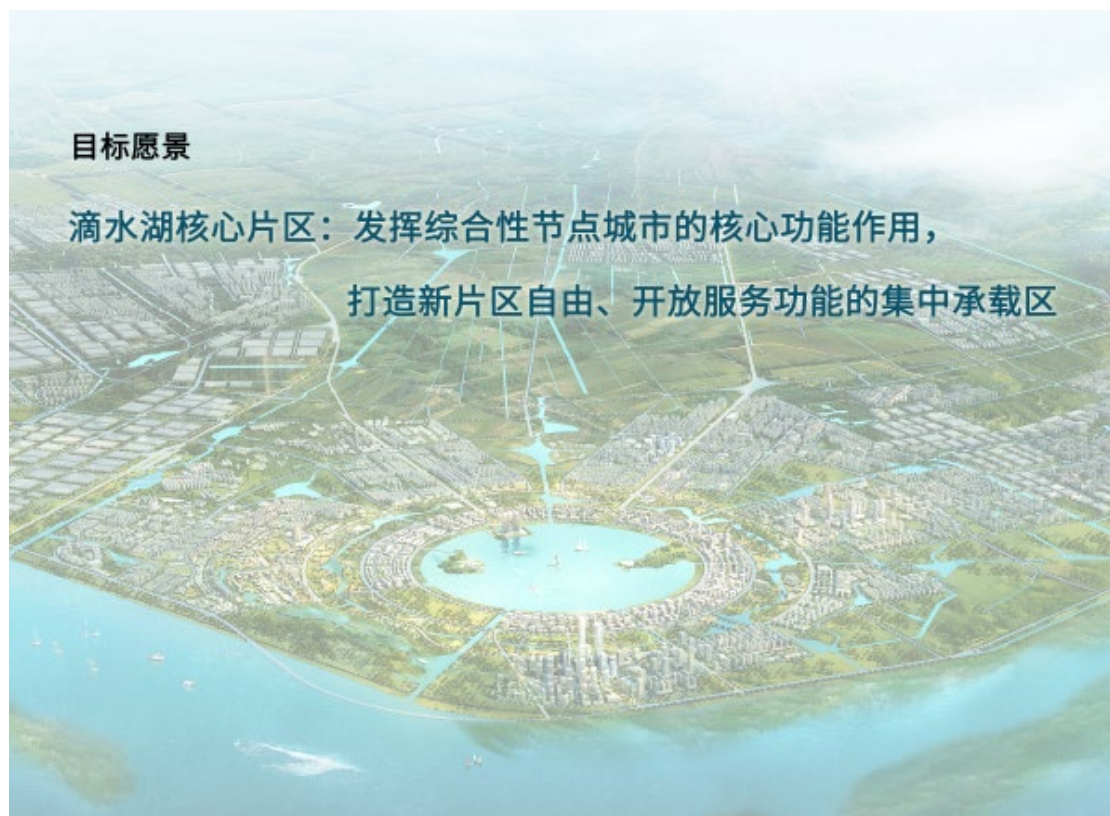 目标愿景
滴水湖核心片区：发挥综合性节点城市的核心功能作用，
打造新片区自由、开放服务功能的集中承载区